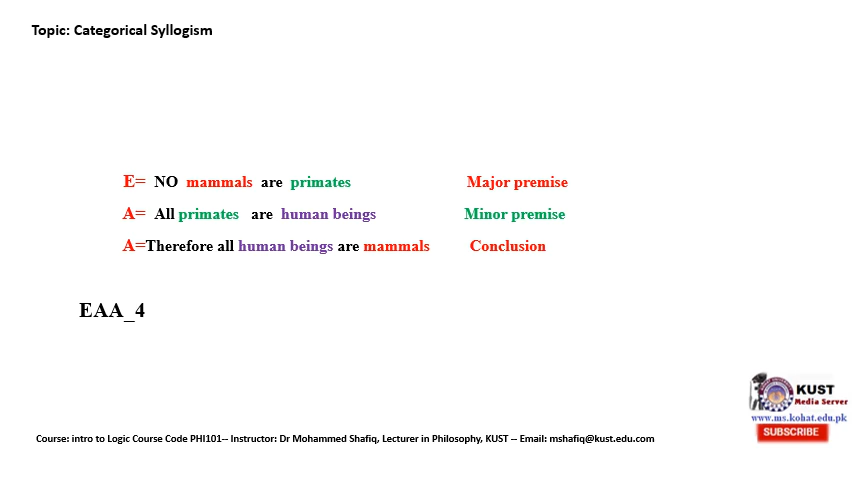 Topic: Categorical Syllogism
E= NO mammals are primates Major premise
A= All primates are human beings Minor premise
A=Therefore all human beings are mammals Conclusion
EAA_4
KUST
Media Server
www.ms.kohat.edu.pk
SUBSCRIBE
Course: intro to Logic Course Code PHI101-- Instructor: Dr Mohammed Shafiq, Lecturer in Philosophy, KUST -- Email: mshafiq@kust.edu.com